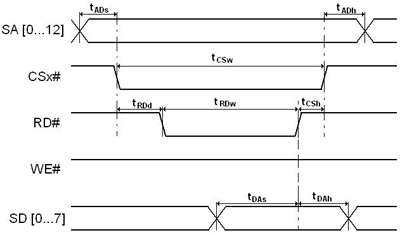 tADs
tADh
SA [0...12]
tCSw
CSx#
tRDd
tRDw
tCSh
RD#
WE#
tDAs
tDAh
SD [0...7]